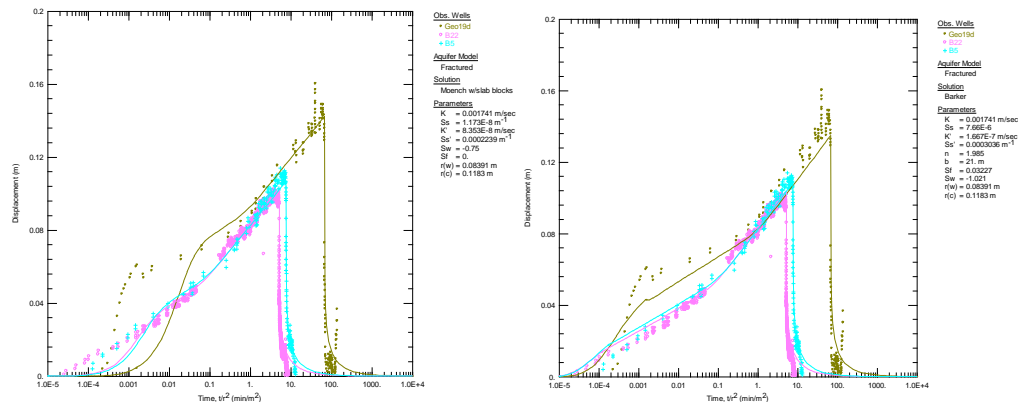 0.2
0.16
0.12
0.08
0.04
0.
1.0E-5
1.0E-4
0.001
0.01
0.1
1.
10.
100.
1000.
1.0E+4
Displacement (m)
Time, t/r² (min/m²)
Obs. Wells
Geo19d
B22
B5
Aquifer Model
Fractured
Solution
Moench w/slab blocks
Parameters
K = 0.001741 m/sec
Ss = 1.173E-8 m⁻¹
K' = 8.353E-8 m/sec
Ss' = 0.0002239 m⁻¹
Sw = -0.75
Sf = 0.
r(w) = 0.08391 m
r(c) = 0.1183 m
0.2
0.16
0.12
0.08
0.04
0.
1.0E-5
1.0E-4
0.001
0.01
0.1
1.
10.
100.
1000.
1.0E+4
Displacement (m)
Time, t/r² (min/m²)
Obs. Wells
Geo19d
B22
B5
Aquifer Model
Fractured
Solution
Barker
Parameters
K = 0.001741 m/sec
Ss = 7.66E-6
K' = 1.667E-7 m/sec
Ss' = 0.0003036 m⁻¹
n = 1.985
b = 21. m
Sf = 0.03227
Sw = -1.021
r(w) = 0.08391 m
r(c) = 0.1183 m